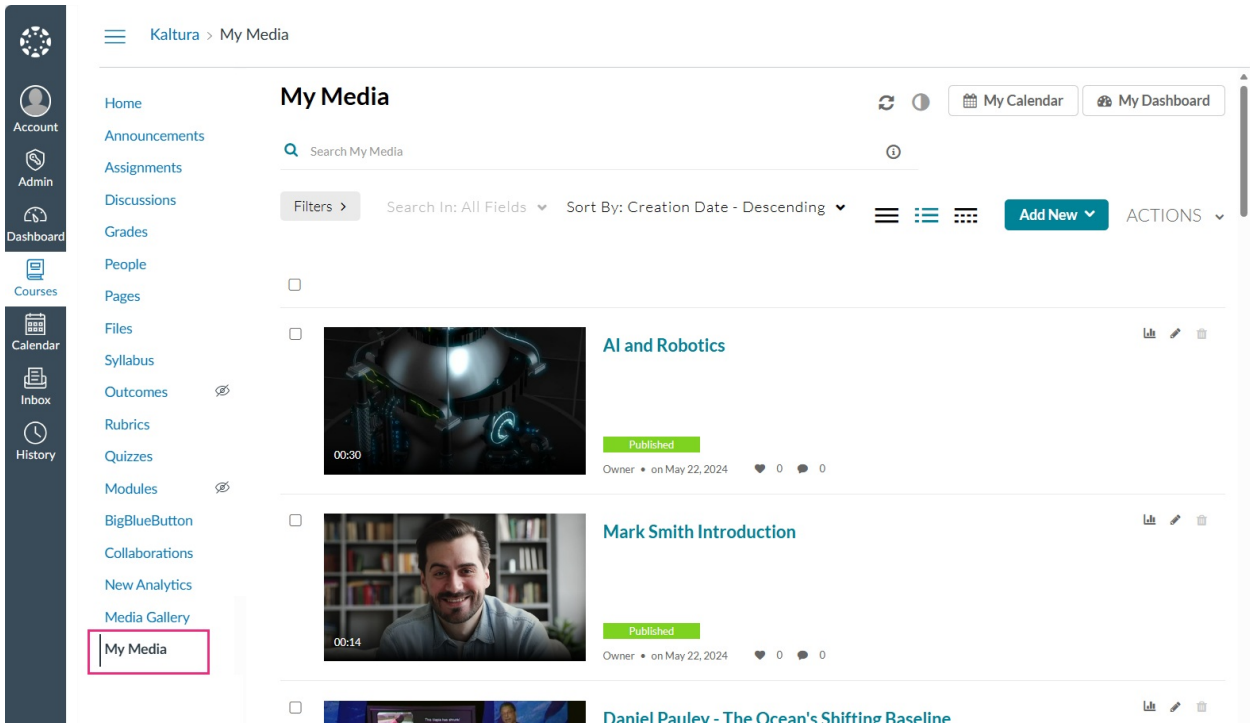 Kaltura > My Media
Account
Admin
Dashboard
Courses
Calendar
Inbox
History
Home
Announcements
Assignments
Discussions
Grades
People
Pages
Files
Syllabus
Outcomes
Rubrics
Quizzes
Modules
BigBlueButton
Collaborations
New Analytics
Media Gallery
My Media
My Media
My Calendar
My Dashboard
Search My Media
Filters >
Search In: All Fields
Sort By: Creation Date - Descending
Add New
ACTIONS
00:30
AI and Robotics
Published
Owner • on May 22, 2024 0 0
00:14
Mark Smith Introduction
Published
Owner • on May 22, 2024 0 0
Daniel Pauley - The Ocean's Shifting Baseline